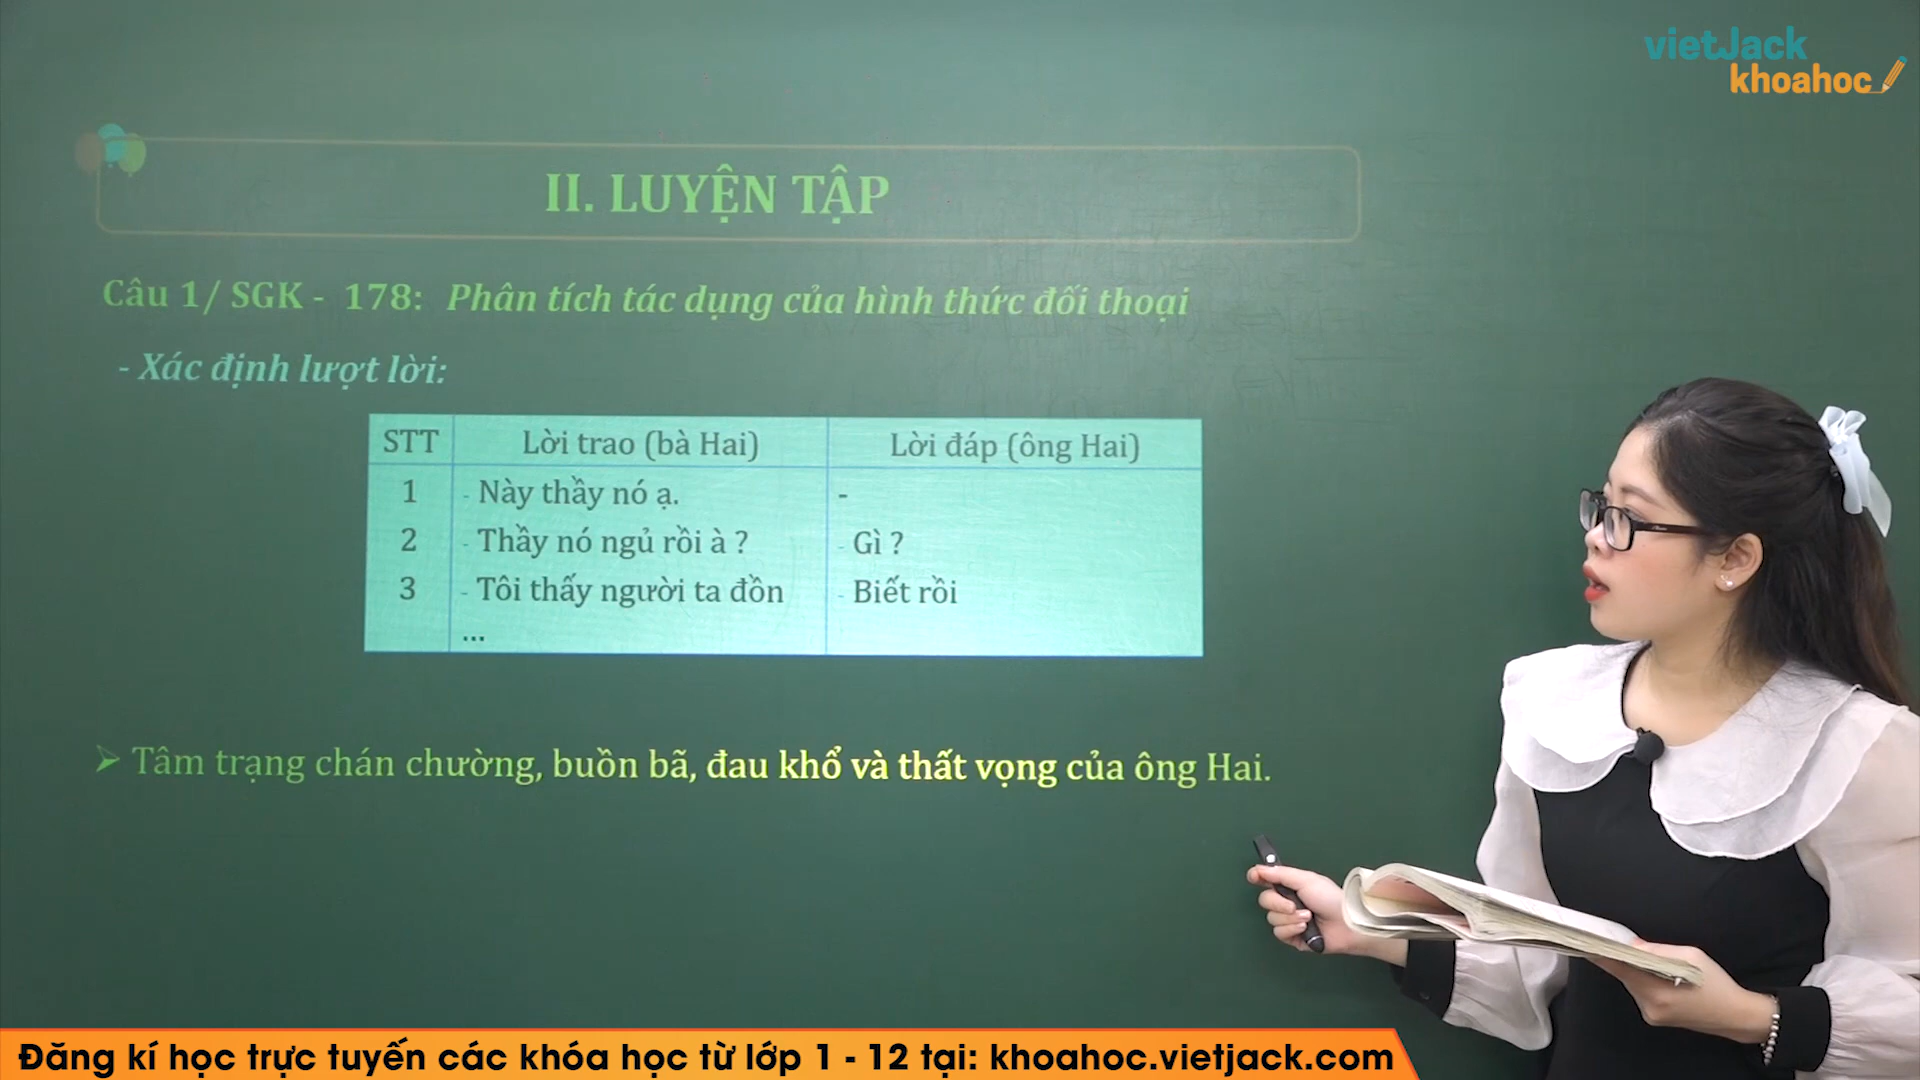 vietJack
khoahoc
II. LUYỆN TẬP
Câu 1/ SGK - 178: Phân tích tác dụng của hình thức đối thoại
- Xác định lượt lời:
STT Lời trao (bà Hai) Lời đáp (ông Hai)
1 - Này thầy nó ạ. -
2 - Thầy nó ngủ rồi à ? - Gì ?
3 - Tôi thấy người ta đồn - Biết rồi
...
➢ Tâm trạng chán chường, buồn bã, đau khổ và thất vọng của ông Hai.
Đăng kí học trực tuyến các khóa học từ lớp 1 - 12 tại: khoahoc.vietjack.com